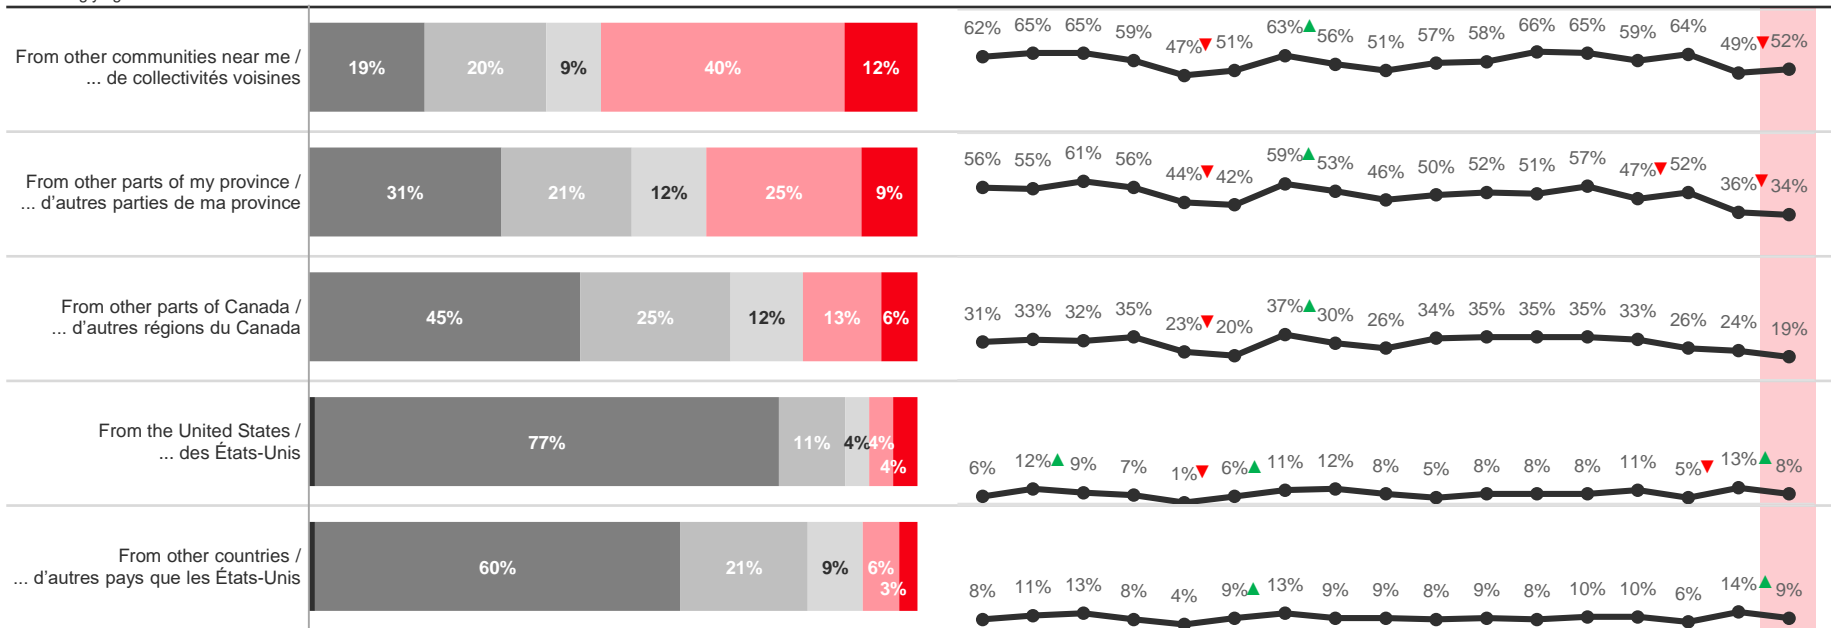 From other communities near me /
... de collectivités voisines
19% 20% 9% 40% 12%
62% 65% 65% 59% 47% 51% 63% 56% 51% 57% 58% 66% 65% 59% 64% 49% 52%
From other parts of my province /
... d'autres parties de ma province
31% 21% 12% 25% 9%
56% 55% 61% 56% 44% 42% 59% 53% 46% 50% 52% 51% 57% 47% 52% 36% 34%
From other parts of Canada /
... d'autres régions du Canada
45% 25% 12% 13% 6%
31% 33% 32% 35% 23% 20% 37% 30% 26% 34% 35% 35% 35% 33% 26% 24% 19%
From the United States /
... des États-Unis
77% 11% 4% 4% 4%
6% 12% 9% 7% 1% 6% 11% 12% 8% 5% 8% 8% 8% 11% 5% 13% 8%
From other countries /
... d'autres pays que les États-Unis
60% 21% 9% 6% 3%
8% 11% 13% 8% 4% 9% 13% 9% 9% 8% 9% 8% 10% 10% 6% 14% 9%